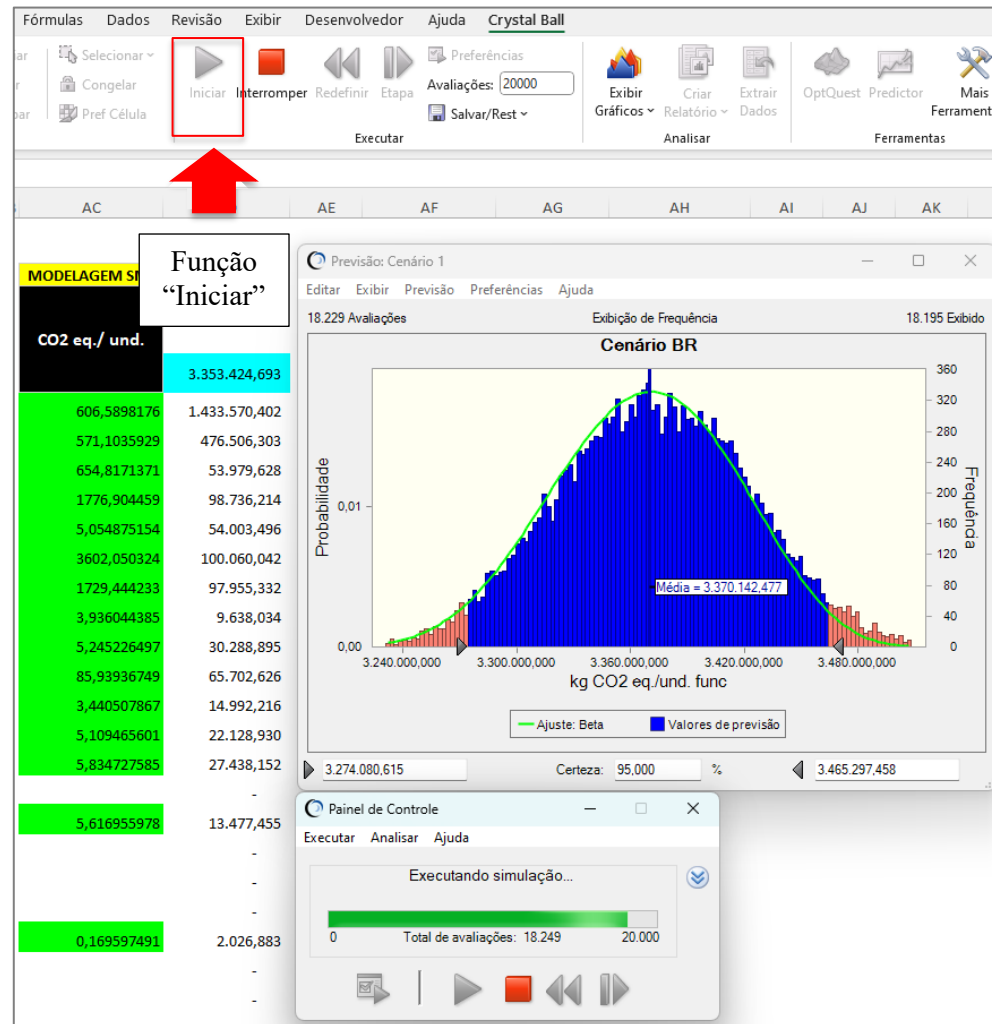 Fórmulas Dados Revisão Exibir Desenvolvedor Ajuda Crystal Ball
Selecionar
Congelar
Pref Célula
Iniciar
Interromper
Redefinir
Etapa
Preferências
Avaliações: 20000
Salvar/Rest
Executar
Exibir Gráficos
Criar Relatório
Extrair Dados
Analisar
OptQuest
Predictor
Mais
Ferrament
Ferramentas
AC AE AF AG AH AI AJ AK
Função
“Iniciar”
MODELAGEM
CO2 eq./ und.
3.353.424,693
606,5898176 1.433.570,402
571,1035929 476.506,303
654,8171371 53.979,628
1776,904459 98.736,214
5,054875154 54.003,496
3602,050324 100.060,042
1729,444233 97.955,332
3,936044385 9.638,034
5,245226497 30.288,895
85,93936749 65.702,626
3,440507867 14.992,216
5,109465601 22.128,930
5,834727585 27.438,152
-
5,616955978 13.477,455
-
-
-
0,169597491 2.026,883
-
-
Previsão: Cenário 1
Editar Exibir Previsão Preferências Ajuda
18.229 Avaliações Exibição de Frequência 18.195 Exibido
Cenário BR
Probabilidade
0,01
0,00
Frequência
360
320
280
240
200
160
120
80
40
0
Média = 3.370.142,477
3.240.000,000 3.300.000,000 3.360.000,000 3.420.000,000 3.480.000,000
kg CO2 eq./und. func
Ajuste: Beta Valores de previsão
3.274.080,615 Certeza: 95,000 % 3.465.297,458
Painel de Controle
Executar Analisar Ajuda
Executando simulação...
0 Total de avaliações: 18.249 20.000